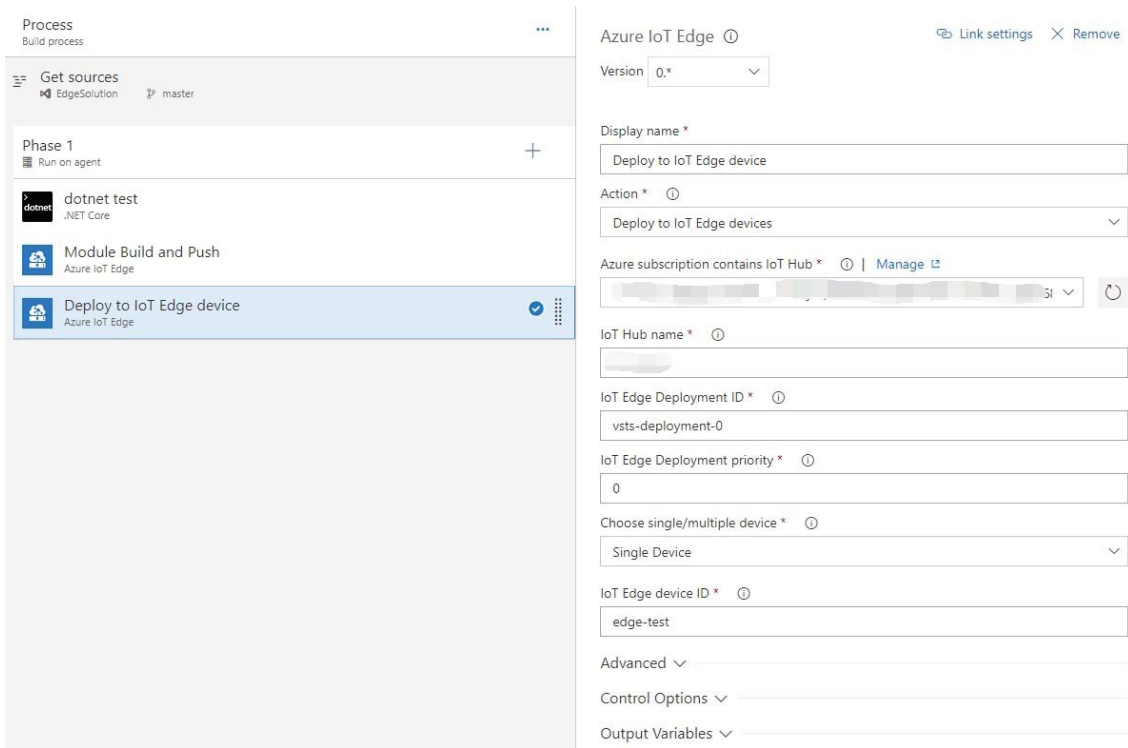 Process
Build process
Get sources
EdgeSolution master
Phase 1
Run on agent
dotnet
dotnet test
.NET Core
Module Build and Push
Azure IoT Edge
Deploy to IoT Edge device
Azure IoT Edge
Azure IoT Edge
Link settings
Remove
Version 0.*
Display name *
Deploy to IoT Edge device
Action *
Deploy to IoT Edge devices
Azure subscription contains IoT Hub * | Manage
IoT Hub name *
IoT Edge Deployment ID *
vsts-deployment-0
IoT Edge Deployment priority *
0
Choose single/multiple device *
Single Device
IoT Edge device ID *
edge-test
Advanced
Control Options
Output Variables